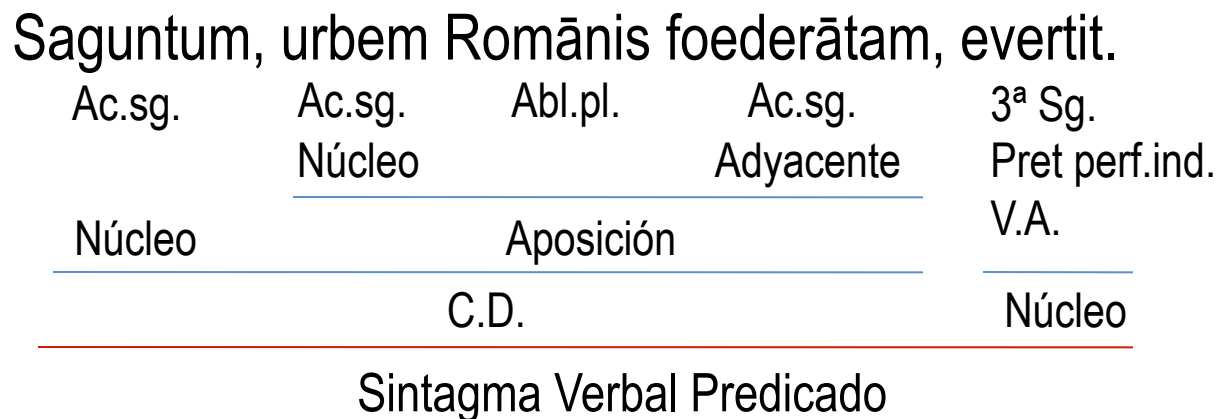 Saguntum, urbem Romānis foederātam, evertit.
Ac.sg. Ac.sg. Abl.pl. Ac.sg. 3ª Sg.
Núcleo Adyacente Pret perf.ind.
Núcleo Aposición V.A.
C.D. Núcleo
Sintagma Verbal Predicado